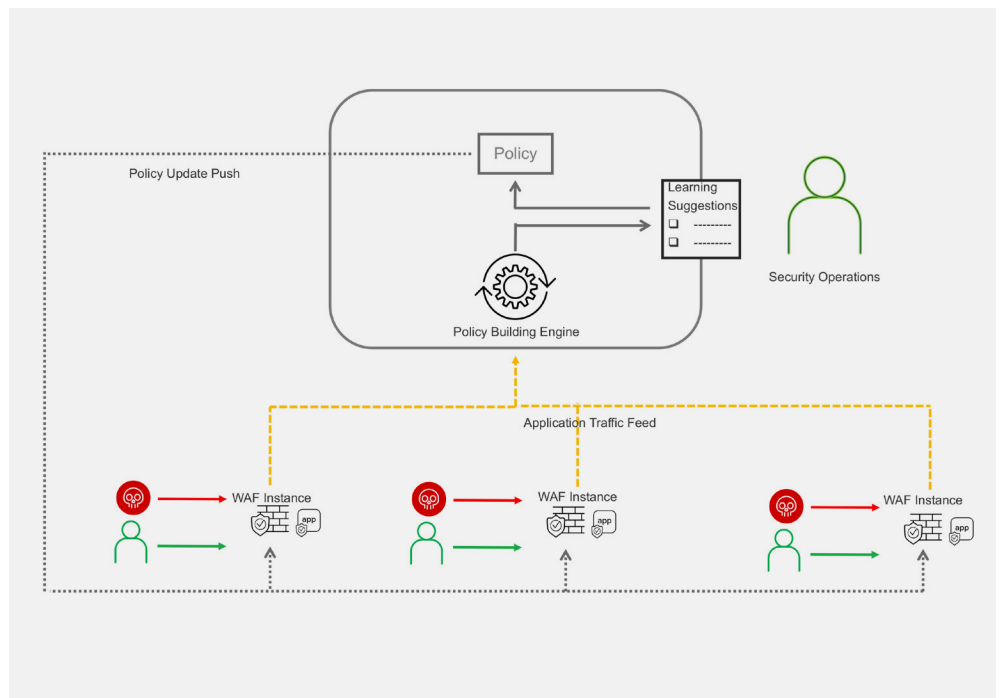 Policy
Policy Update Push
Learning
Suggestions
---------
---------
Security Operations
Policy Building Engine
Application Traffic Feed
WAF Instance
app
WAF Instance
app
WAF Instance
app